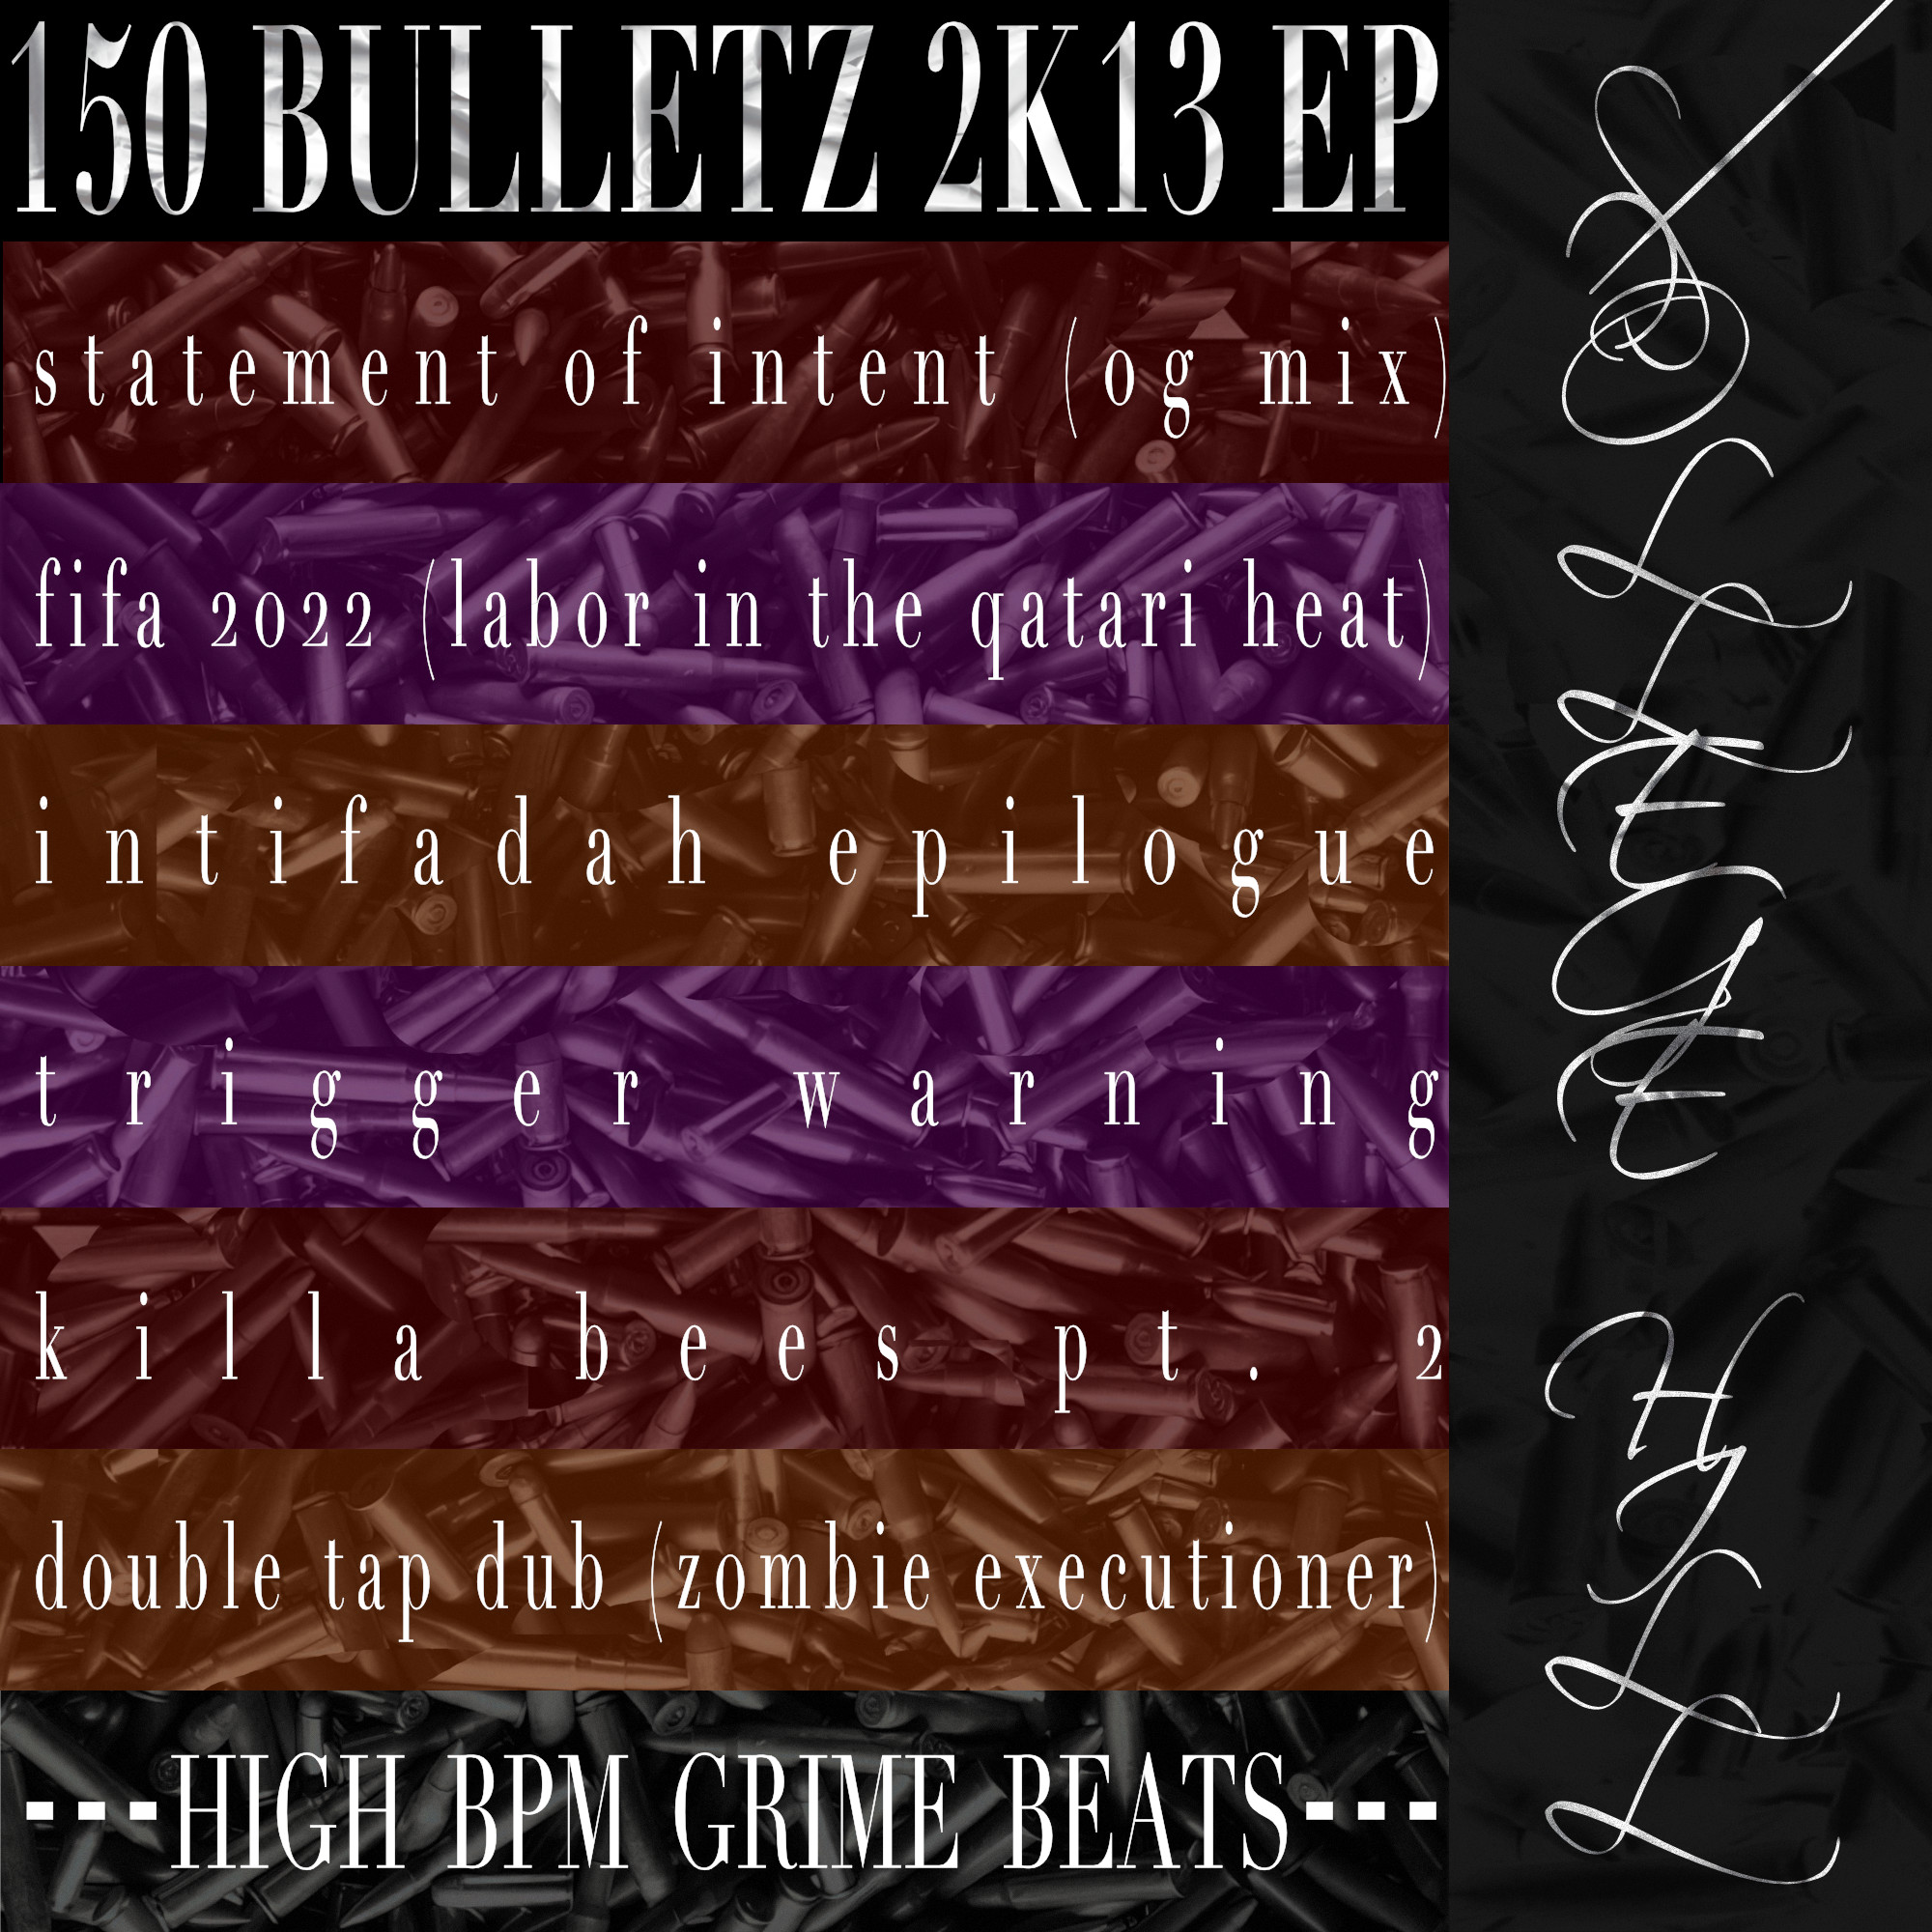 150 BULLETZ 2K13 EP
statement of intent (og mix)
fifa 2022 (labor in the qatari heat)
intifadah epilogue
trigger warning
killa bees pt. 2
double tap dub (zombie executioner)
---HIGH BPM GRIME BEATS---
COLLEGE HYLL